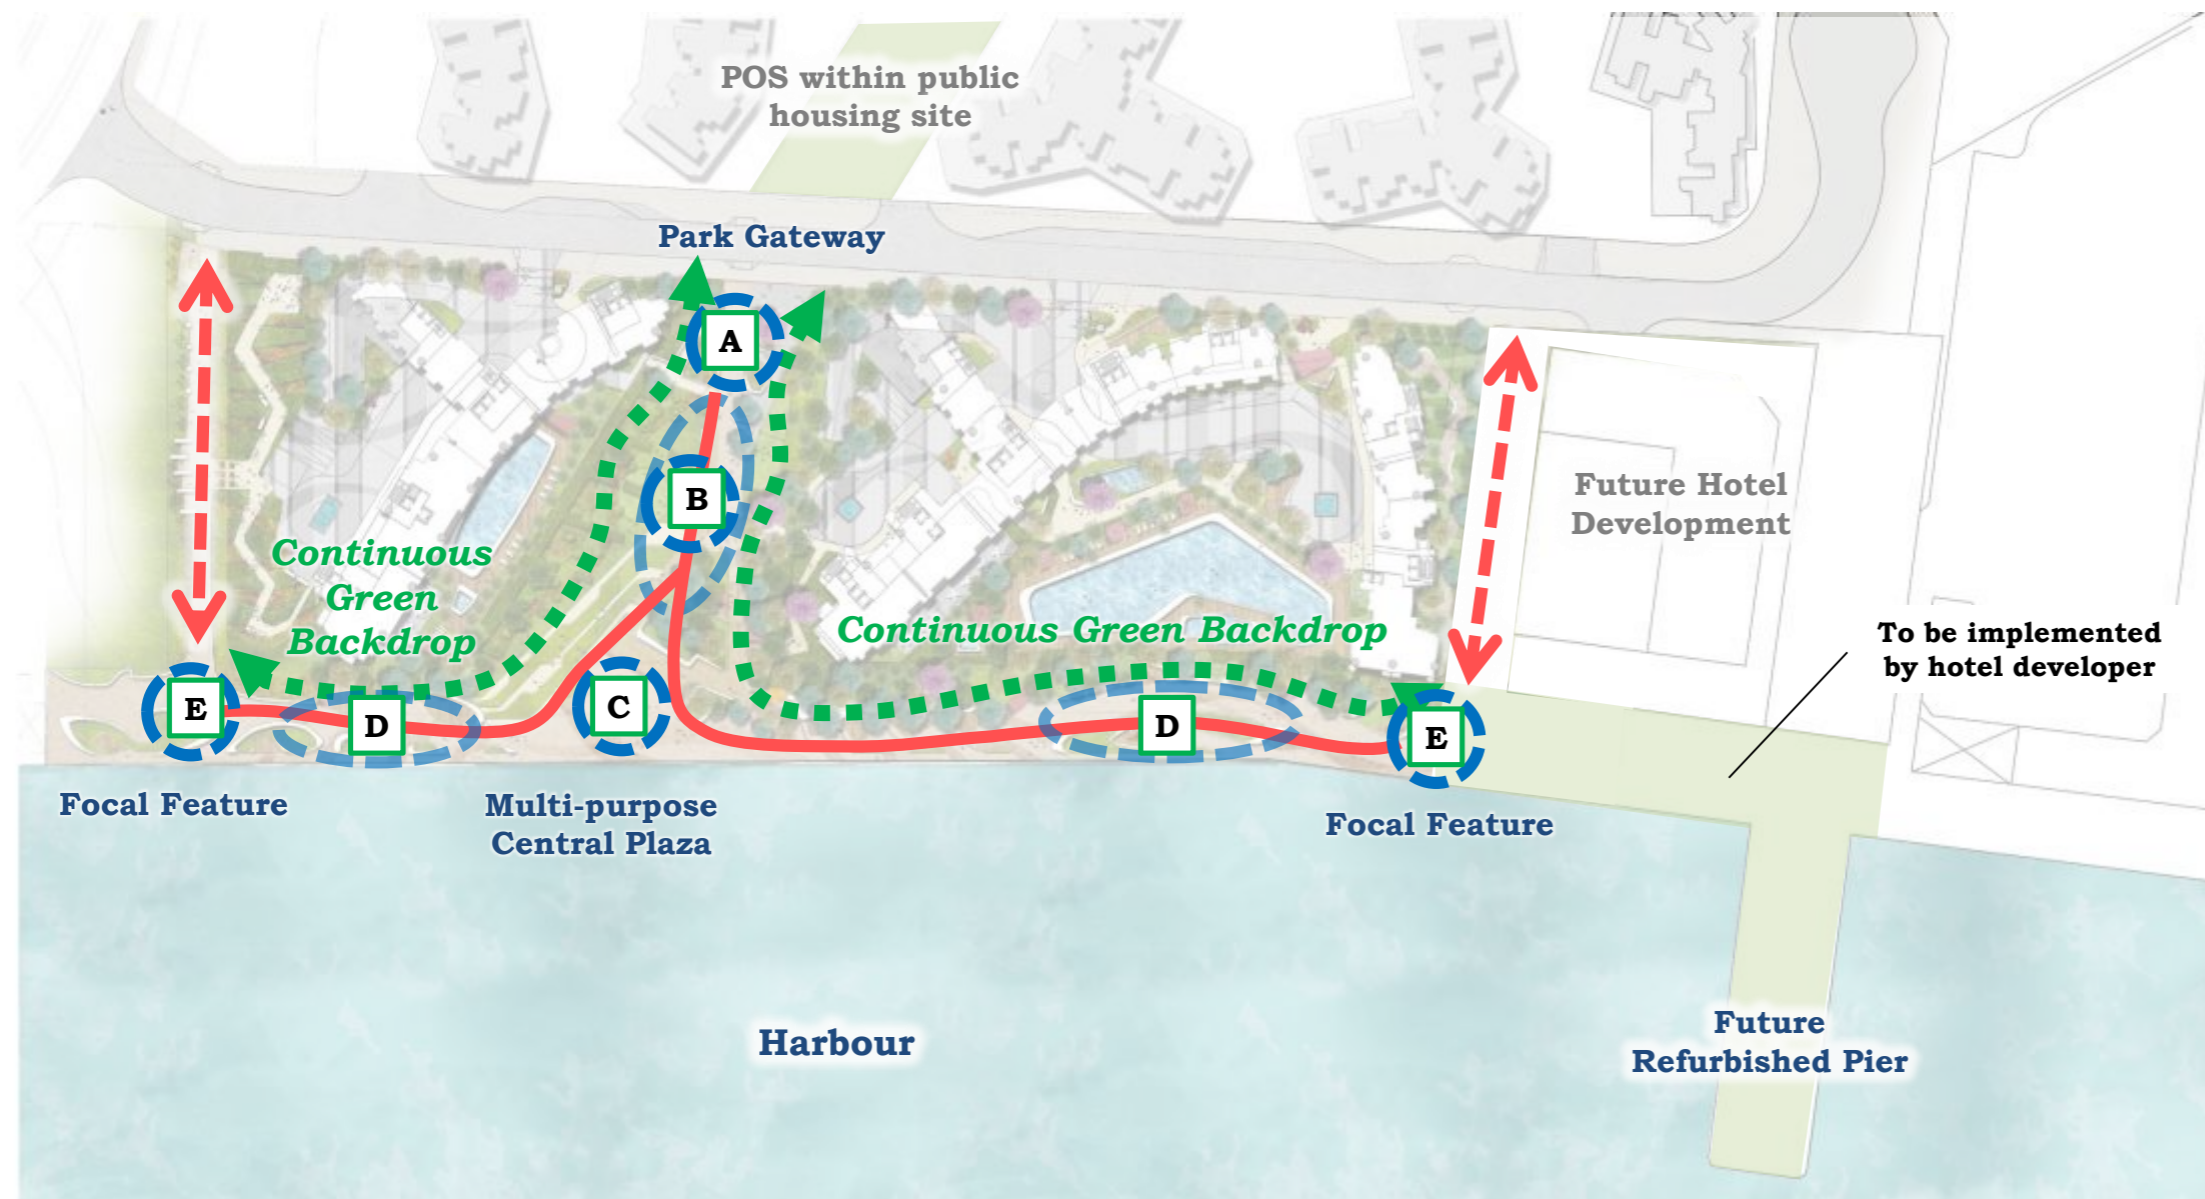 POS within public
housing site
Park Gateway
A
B
Future Hotel
Development
Continuous
Green
Backdrop
Continuous Green Backdrop
To be implemented
by hotel developer
E
D
C
D
E
Focal Feature
Multi-purpose
Central Plaza
Focal Feature
Harbour
Future
Refurbished Pier